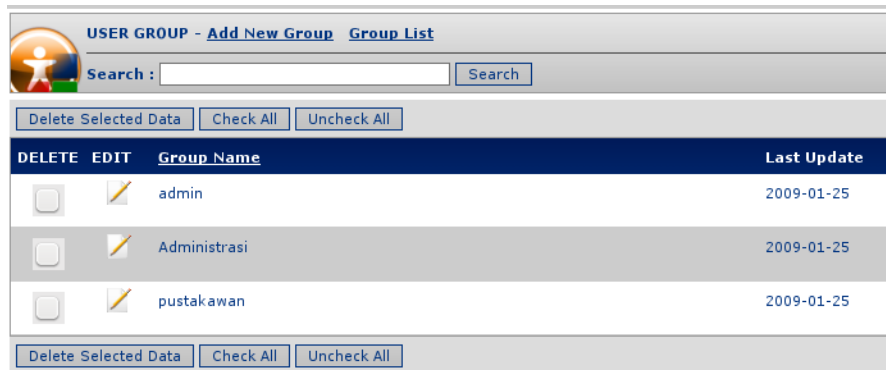 USER GROUP - Add New Group Group List
Search : Search
Delete Selected Data Check All Uncheck All
DELETE EDIT Group Name Last Update
admin 2009-01-25
Administrasi 2009-01-25
pustakawan 2009-01-25
Delete Selected Data Check All Uncheck All